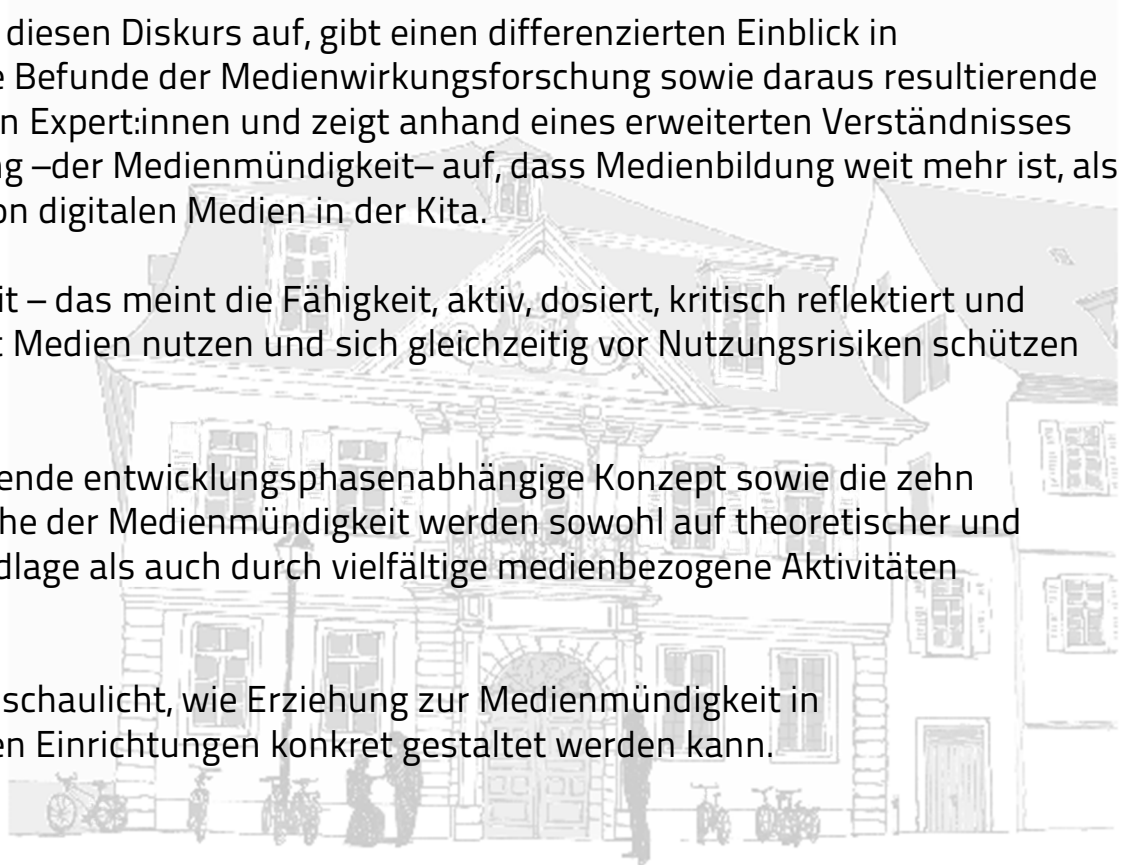 diesen Diskurs auf, gibt einen differenzierten Einblick in
e Befunde der Medienwirkungsforschung sowie daraus resultierende
n Expert:innen und zeigt anhand eines erweiterten Verständnisses
ng –der Medienmündigkeit– auf, dass Medienbildung weit mehr ist, als
on digitalen Medien in der Kita.
it – das meint die Fähigkeit, aktiv, dosiert, kritisch reflektiert und
t Medien nutzen und sich gleichzeitig vor Nutzungsrisiken schützen
ende entwicklungsphasenabhängige Konzept sowie die zehn
che der Medienmündigkeit werden sowohl auf theoretischer und
dlage als auch durch vielfältige medienbezogene Aktivitäten
schaulicht, wie Erziehung zur Medienmündigkeit in
en Einrichtungen konkret gestaltet werden kann.